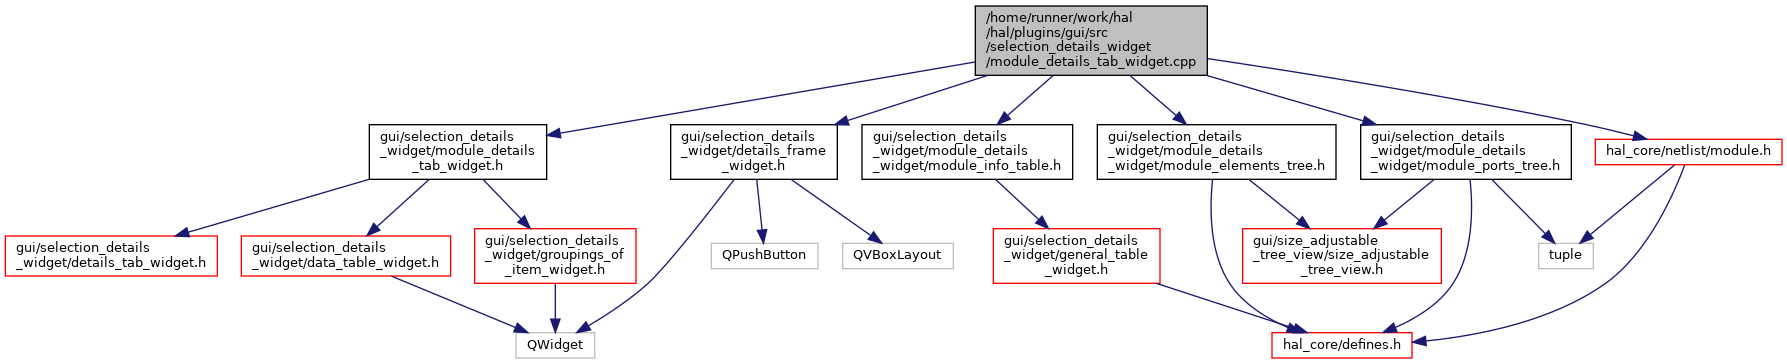 /home/runner/work/hal
/hal/plugins/gui/src
/selection_details_widget
/module_details_tab_widget.cpp
gui/selection_details
_widget/module_details
_tab_widget.h
gui/selection_details
_widget/details_frame
_widget.h
gui/selection_details
_widget/module_details
_widget/module_info_table.h
gui/selection_details
_widget/module_details
_widget/module_elements_tree.h
gui/selection_details
_widget/module_details
_widget/module_ports_tree.h
hal_core/netlist/module.h
gui/selection_details
_widget/details_tab_widget.h
gui/selection_details
_widget/data_table_widget.h
gui/selection_details
_widget/groupings_of
_item_widget.h
QPushButton
QVBoxLayout
gui/selection_details
_widget/general_table
_widget.h
gui/size_adjustable
_tree_view/size_adjustable
_tree_view.h
tuple
QWidget
hal_core/defines.h